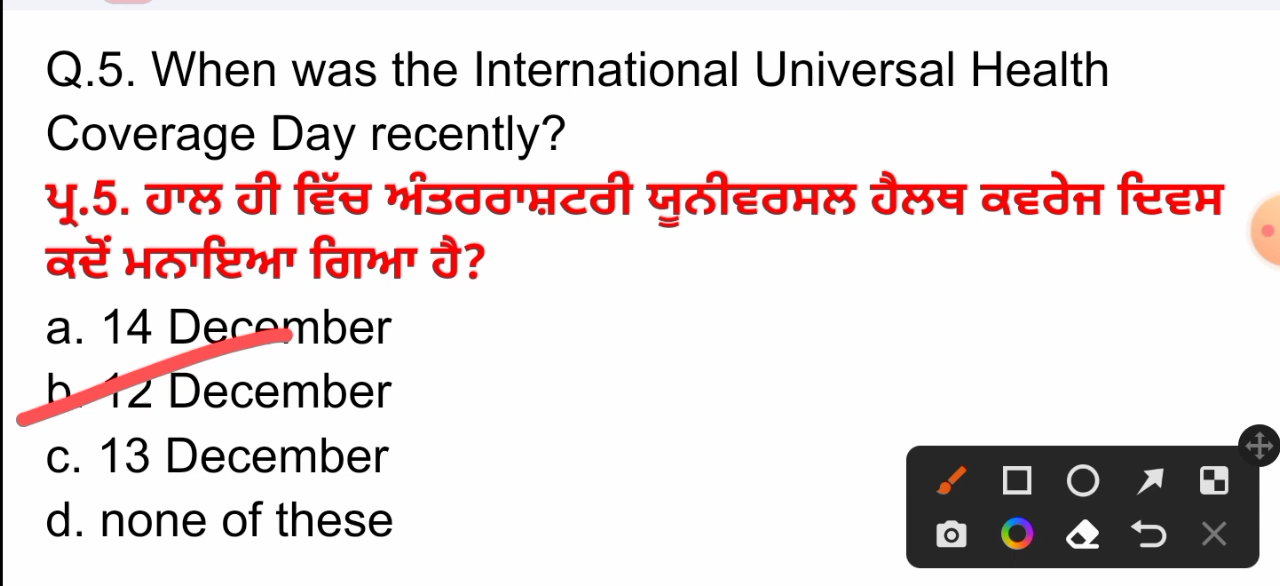 Q.5. When was the International Universal Health
Coverage Day recently?
ਪ੍ਰ.5. ਹਾਲ ਹੀ ਵਿੱਚ ਅੰਤਰਰਾਸ਼ਟਰੀ ਯੂਨੀਵਰਸਲ ਹੈਲਥ ਕਵਰੇਜ ਦਿਵਸ
ਕਦੋਂ ਮਨਾਇਆ ਗਿਆ ਹੈ?
a. 14 December
b. 12 December
c. 13 December
d. none of these